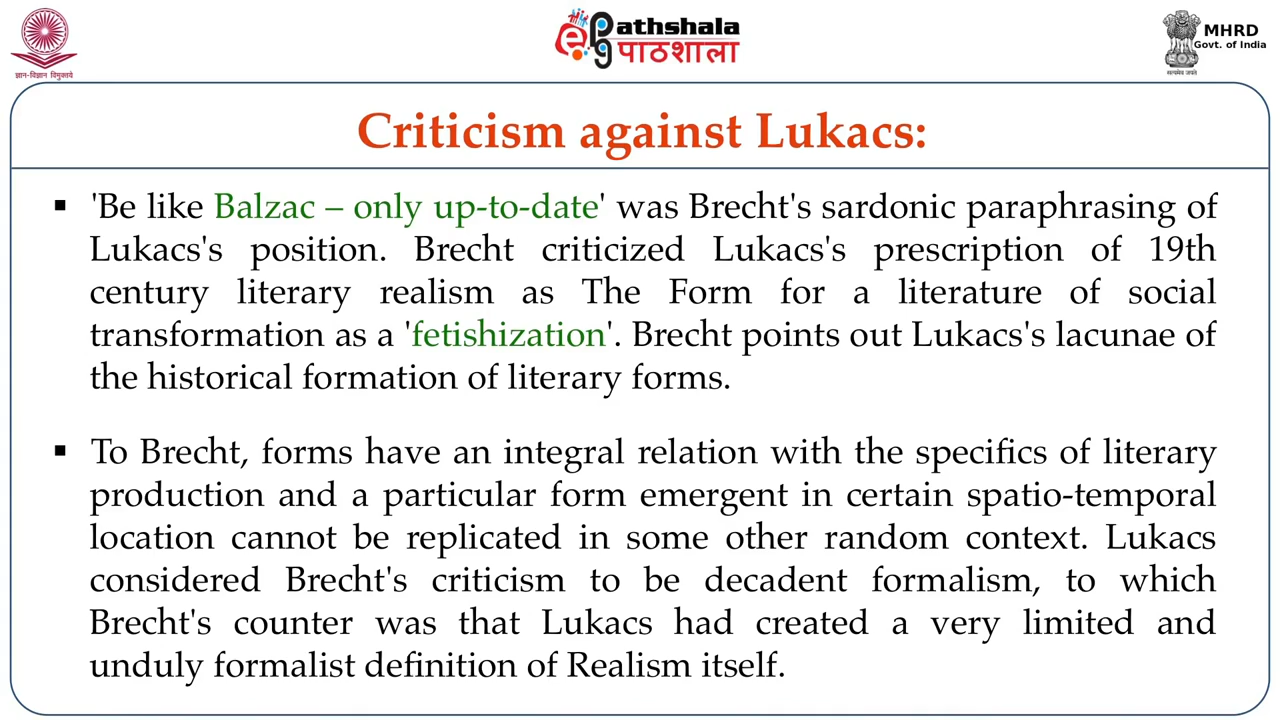 ज्ञान-विज्ञान विमुक्तये
ePathshala
पाठशाला
MHRD
Govt. of India
सत्यमेव जयते
Criticism against Lukacs:
▪ 'Be like Balzac – only up-to-date' was Brecht's sardonic paraphrasing of
Lukacs's position. Brecht criticized Lukacs's prescription of 19th
century literary realism as The Form for a literature of social
transformation as a 'fetishization'. Brecht points out Lukacs's lacunae of
the historical formation of literary forms.
▪ To Brecht, forms have an integral relation with the specifics of literary
production and a particular form emergent in certain spatio-temporal
location cannot be replicated in some other random context. Lukacs
considered Brecht's criticism to be decadent formalism, to which
Brecht's counter was that Lukacs had created a very limited and
unduly formalist definition of Realism itself.